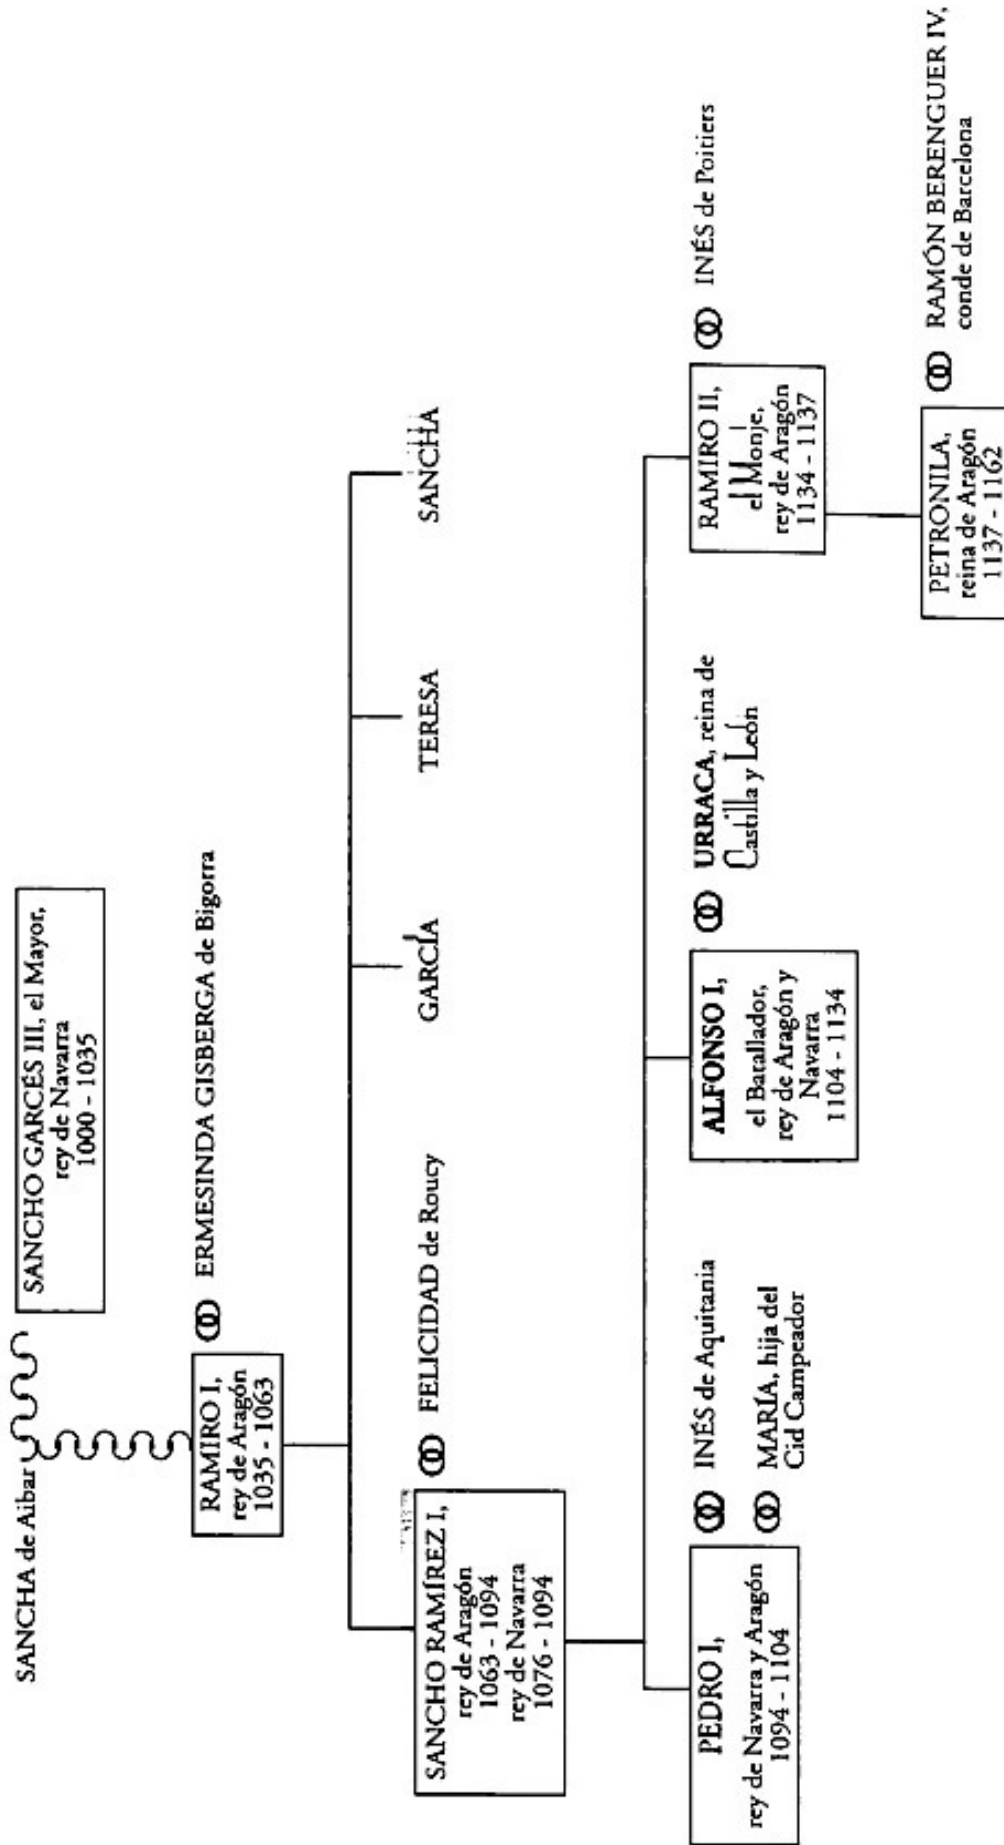 SANCHA de Aibar
SANCHO GARCÉS III, el Mayor,
rey de Navarra
1000 - 1035
RAMIRO I,
rey de Aragón
1035 - 1063
ERMESINDA GISBERGA de Bigorra
SANCHO RAMÍREZ I,
rey de Aragón
1063 - 1094
rey de Navarra
1076 - 1094
FELICIDAD de Roucy
GARCÍA
TERESA
SANCHA
PEDRO I,
rey de Navarra y Aragón
1094 - 1104
INÉS de Aquitania
MARÍA, hija del
Cid Campeador
ALFONSO I,
el Batallador,
rey de Aragón y
Navarra
1104 - 1134
URRACA, reina de
Castilla y León
RAMIRO II,
el Monje,
rey de Aragón
1134 - 1137
INÉS de Poitiers
PETRONILA,
reina de Aragón
1137 - 1162
RAMÓN BERENGUER IV,
conde de Barcelona